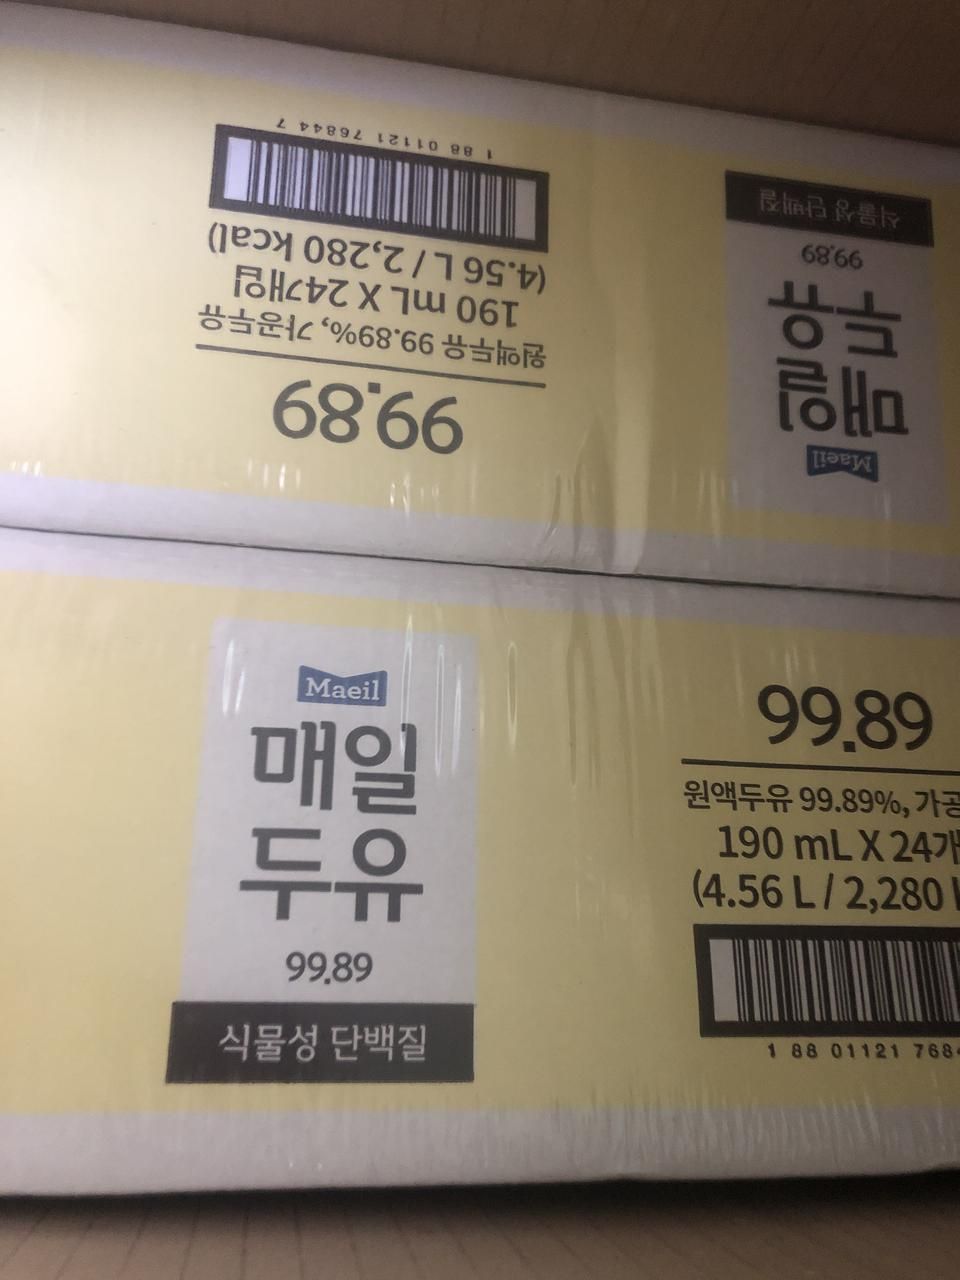 1 88 01121 76844 7
(4.56 L / 2,280 kcal)
190 mL X 24개입
원액두유 99.89%, 가공두유
99.89
식물성 단백질
99.89
두유
매일
Maeil
Maeil
매일
두유
99.89
식물성 단백질
99.89
원액두유 99.89%, 가공
190 mL X 24개
(4.56 L / 2,280
1 88 01121 7684